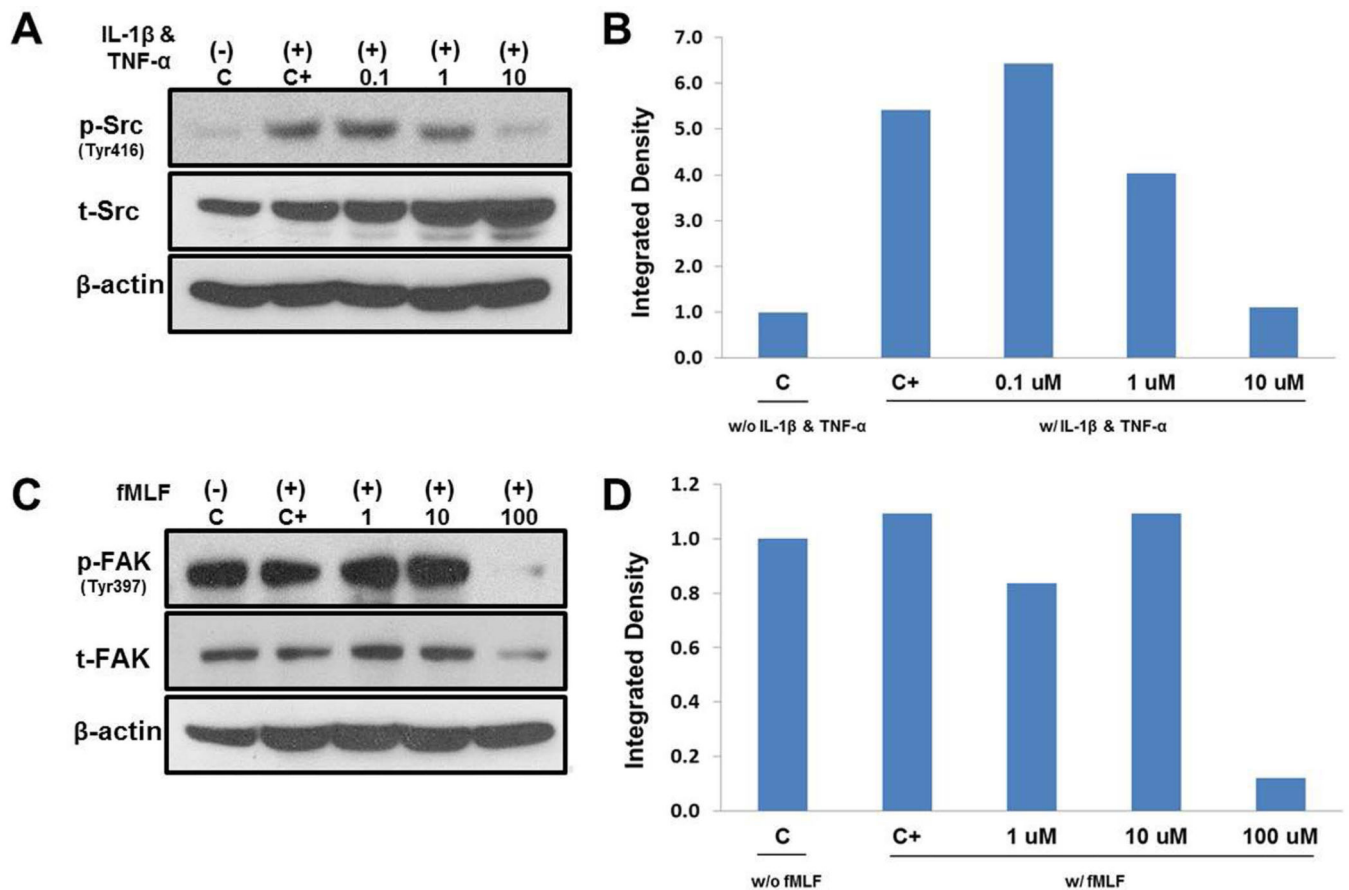 A
IL-1β &
TNF-α
(-) (+) (+) (+) (+)
C C+ 0.1 1 10
p-Src
(Tyr416)
t-Src
β-actin
B
Integrated Density
7.0
6.0
5.0
4.0
3.0
2.0
1.0
0.0
C C+ 0.1 uM 1 uM 10 uM
w/o IL-1β & TNF-α w/ IL-1β & TNF-α
C
fMLF (-) (+) (+) (+) (+)
C C+ 1 10 100
p-FAK
(Tyr397)
t-FAK
β-actin
D
Integrated Density
1.2
1.0
0.8
0.6
0.4
0.2
0.0
C C+ 1 uM 10 uM 100 uM
w/o fMLF w/ fMLF